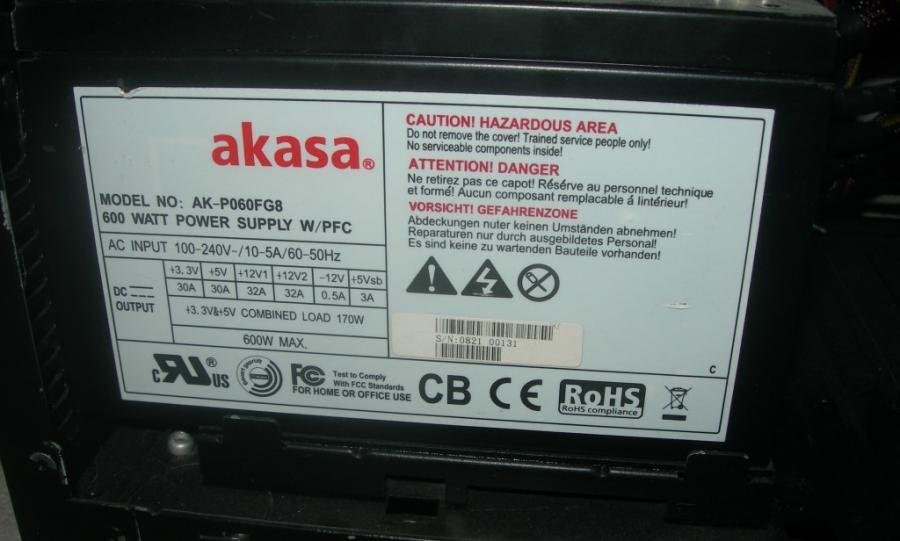 akasa®
MODEL NO: AK-P060FG8
600 WATT POWER SUPPLY W/PFC
AC INPUT 100-240V~/10-5A/60-50Hz
DC OUTPUT
+3.3V +5V +12V1 +12V2 -12V +5Vsb
30A 30A 32A 32A 0.5A 3A
+3.3V&+5V COMBINED LOAD 170W
600W MAX.
CAUTION! HAZARDOUS AREA
Do not remove the cover! Trained service people only!
No serviceable components inside!
ATTENTION! DANGER
Ne retirez pas ce capot! Résérve au personnel technique
et formé! Aucun composant remplacable á lintérieur!
VORSICHT! GEFAHRENZONE
Abdeckungen nuter keinen Umständen abnehmen!
Reparaturen nur durch ausgebildetes Personal!
Es sind keine zu wartenden Bauteile vorhanden!
S/N:0821 00131
C
c RU ® US
FC Test to Comply
With FCC Standards
FOR HOME OR OFFICE USE
CB CE
RoHS
RoHS compliance